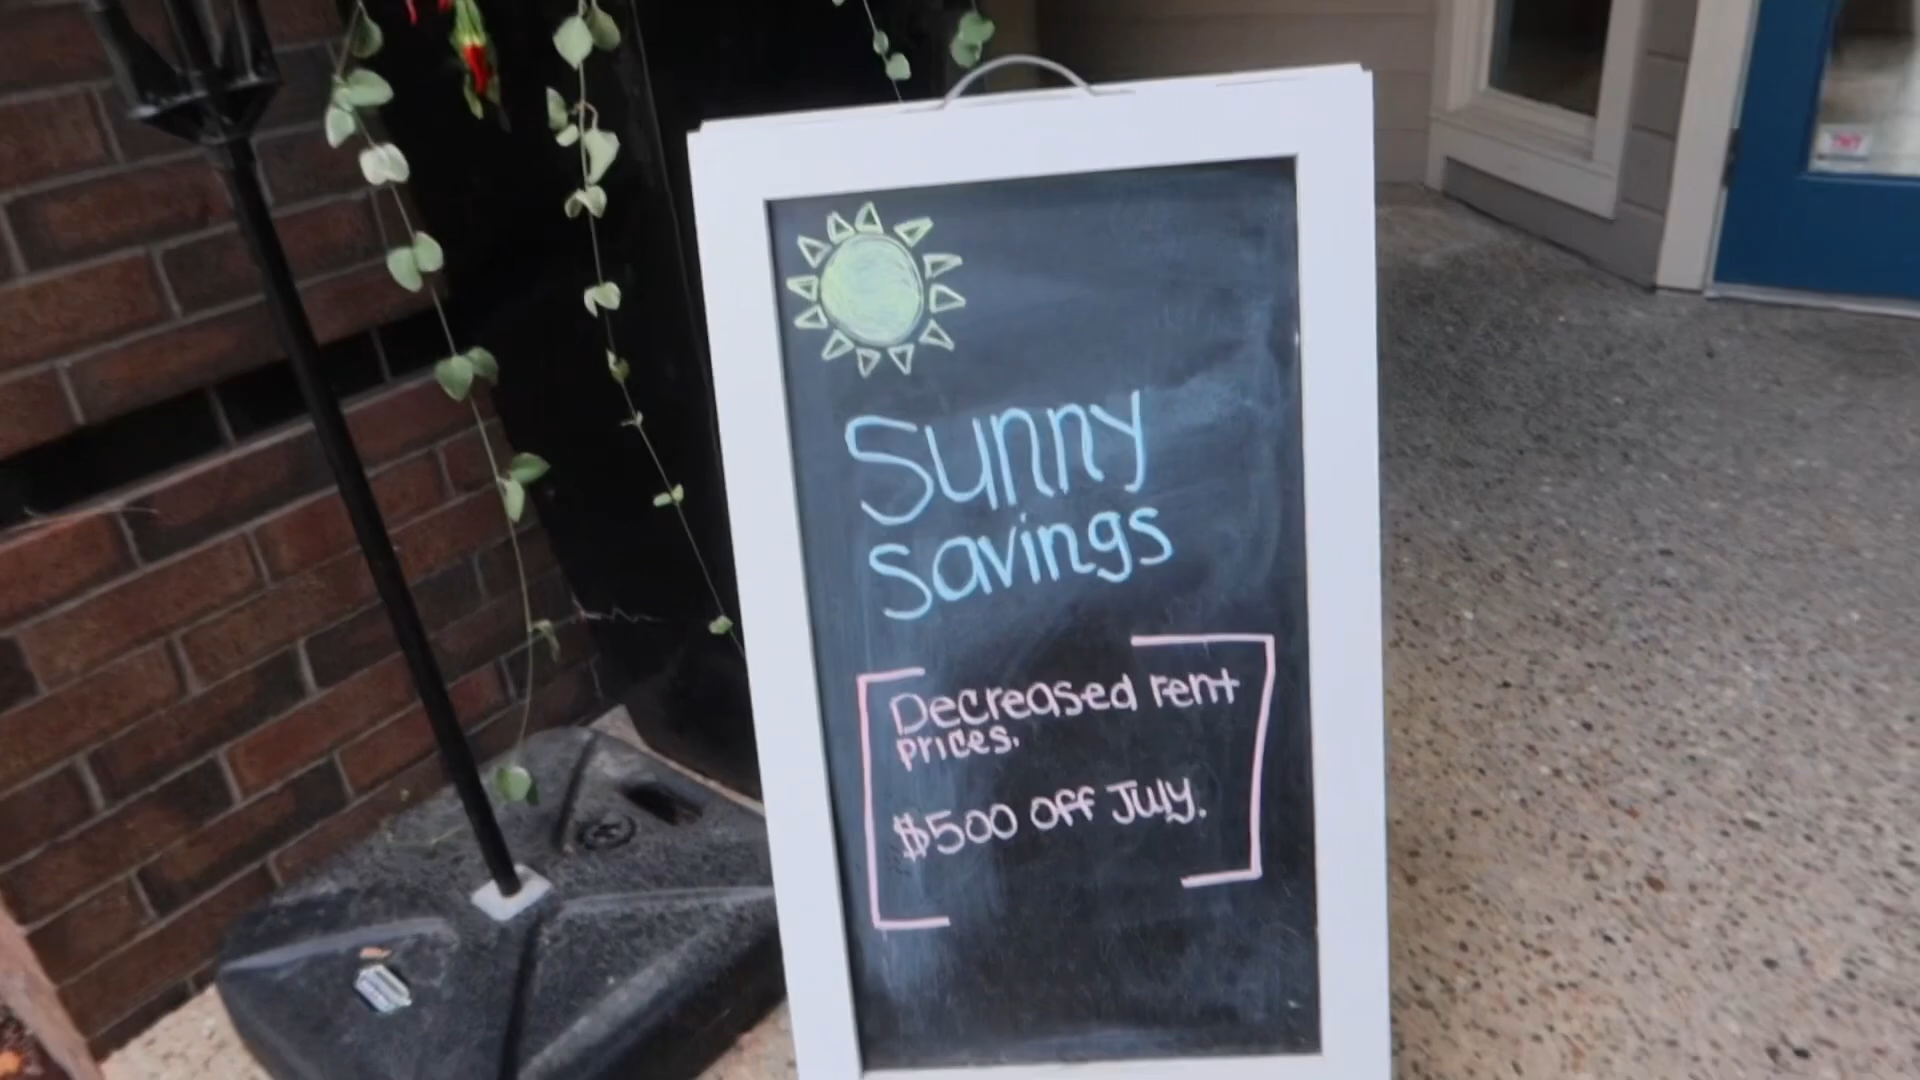 Sunny
savings
Decreased rent
prices.
$500 off July.